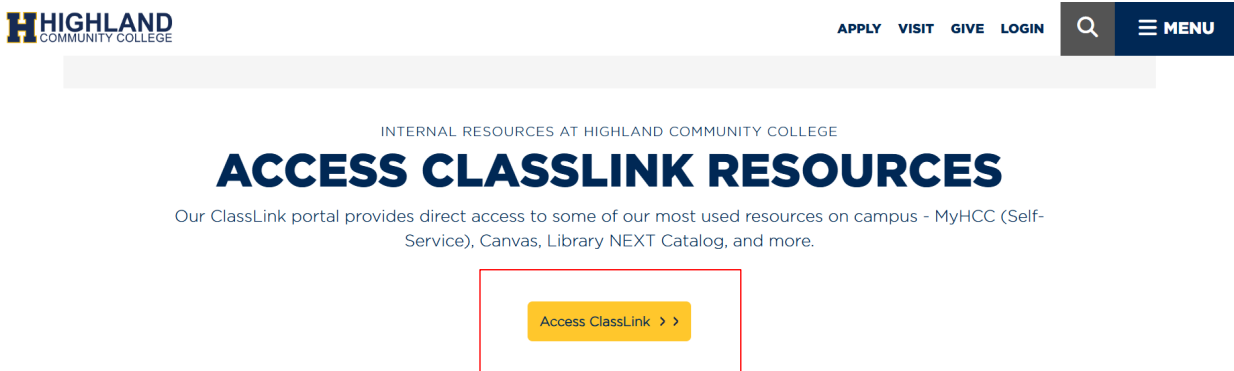 HIGHLAND
COMMUNITY COLLEGE
APPLY VISIT GIVE LOGIN
MENU
INTERNAL RESOURCES AT HIGHLAND COMMUNITY COLLEGE
ACCESS CLASSLINK RESOURCES
Our ClassLink portal provides direct access to some of our most used resources on campus - MyHCC (Self-
Service), Canvas, Library NEXT Catalog, and more.
Access ClassLink > >